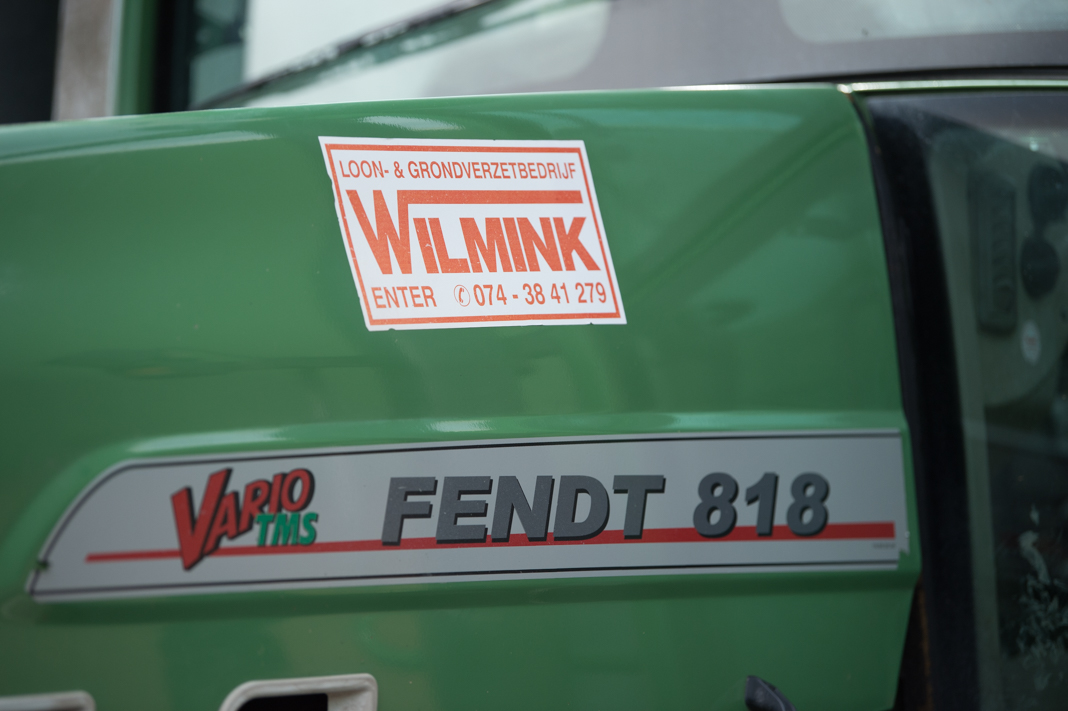 LOON- & GRONDVERZETBEDRIJF
WILMINK
ENTER ✆ 074 - 38 41 279
VARIO
TMS
FENDT 818